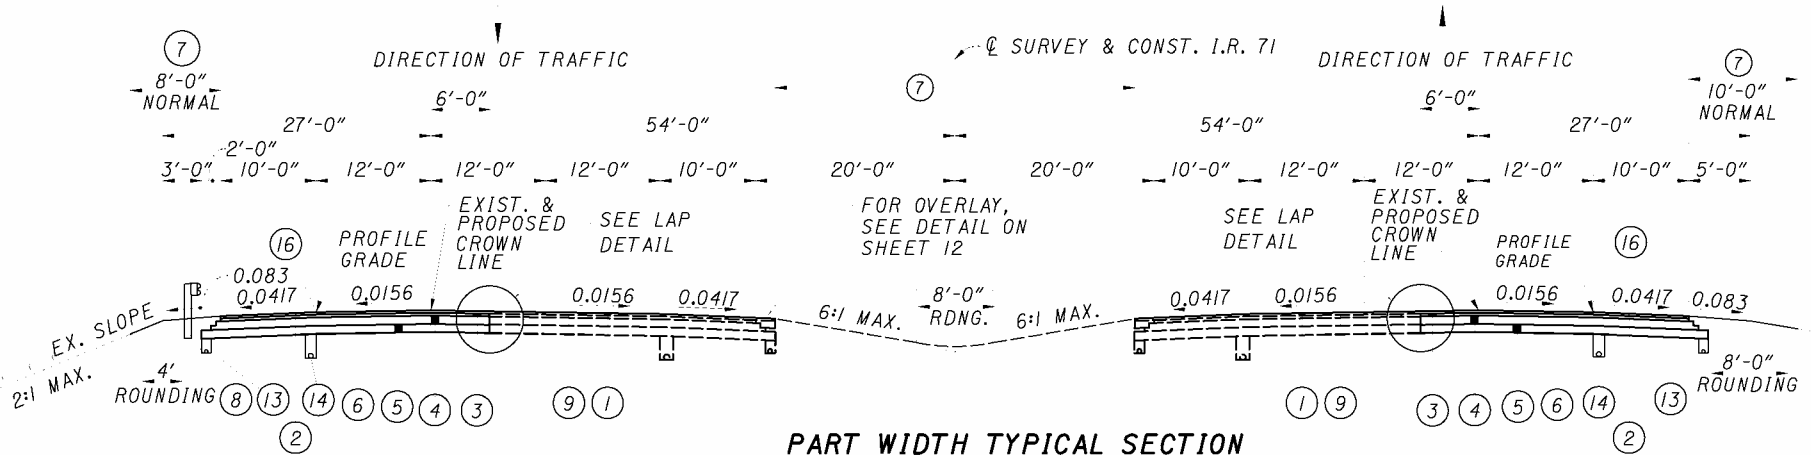 ⑦
8'-0"
NORMAL
DIRECTION OF TRAFFIC
℄ SURVEY & CONST. I.R. 71
DIRECTION OF TRAFFIC
⑦
10'-0"
NORMAL
6'-0"
⑦
6'-0"
27'-0"
54'-0"
54'-0"
27'-0"
2'-0"
3'-0" 10'-0" 12'-0" 12'-0" 12'-0" 10'-0" 20'-0" 20'-0" 10'-0" 12'-0" 12'-0" 12'-0" 10'-0" 5'-0"
⑯
PROFILE
GRADE
EXIST. &
PROPOSED
CROWN
LINE
SEE LAP
DETAIL
FOR OVERLAY,
SEE DETAIL ON
SHEET 12
SEE LAP
DETAIL
EXIST. &
PROPOSED
CROWN
LINE
PROFILE
GRADE
⑯
0.083
0.0417 0.0156 0.0156 0.0417
8'-0"
RDNG.
6:1 MAX. 6:1 MAX.
0.0417 0.0156 0.0156 0.0417 0.083
EX. SLOPE
2:1 MAX.
4'
ROUNDING
⑧ ⑬ ⑭ ⑥ ⑤ ④ ③ ⑨ ①
②
① ⑨ ③ ④ ⑤ ⑥ ⑭ ⑬
②
8'-0"
ROUNDING
PART WIDTH TYPICAL SECTION